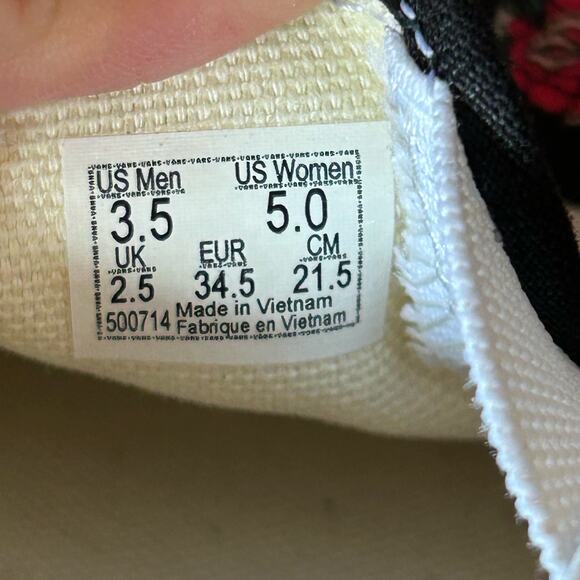 US Men US Women
3.5 5.0
UK EUR CM
2.5 34.5 21.5
500714 Made in Vietnam
Fabrique en Vietnam